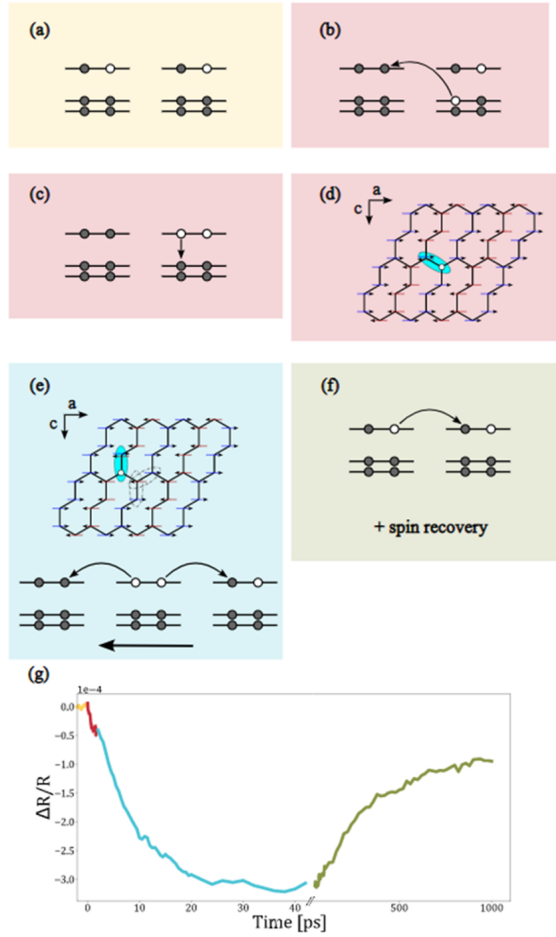 (a)
(b)
(c)
(d)
a
c
(e)
a
c
(f)
+ spin recovery
(g)
1e−4
0.0
−0.5
−1.0
−1.5
−2.0
−2.5
−3.0
ΔR/R
0 10 20 30 40 500 1000
Time [ps]